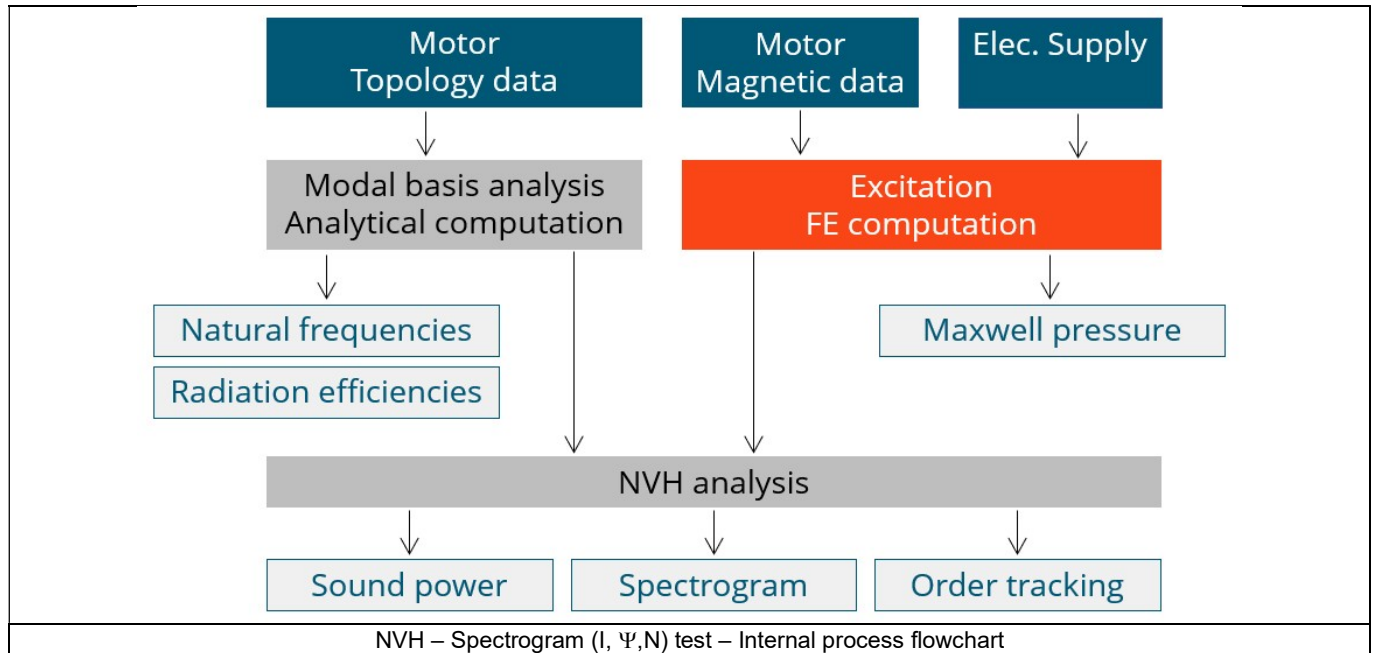 Motor
Topology data
Motor
Magnetic data
Elec. Supply
Modal basis analysis
Analytical computation
Excitation
FE computation
Natural frequencies
Radiation efficiencies
Maxwell pressure
NVH analysis
Sound power
Spectrogram
Order tracking
NVH – Spectrogram (I, Ψ,N) test – Internal process flowchart